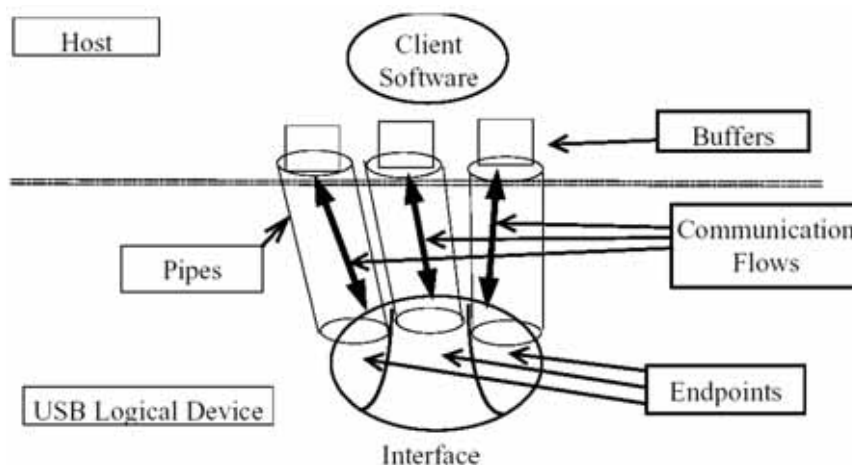 Host
Client
Software
Buffers
Communication
Flows
Pipes
Endpoints
USB Logical Device
Interface